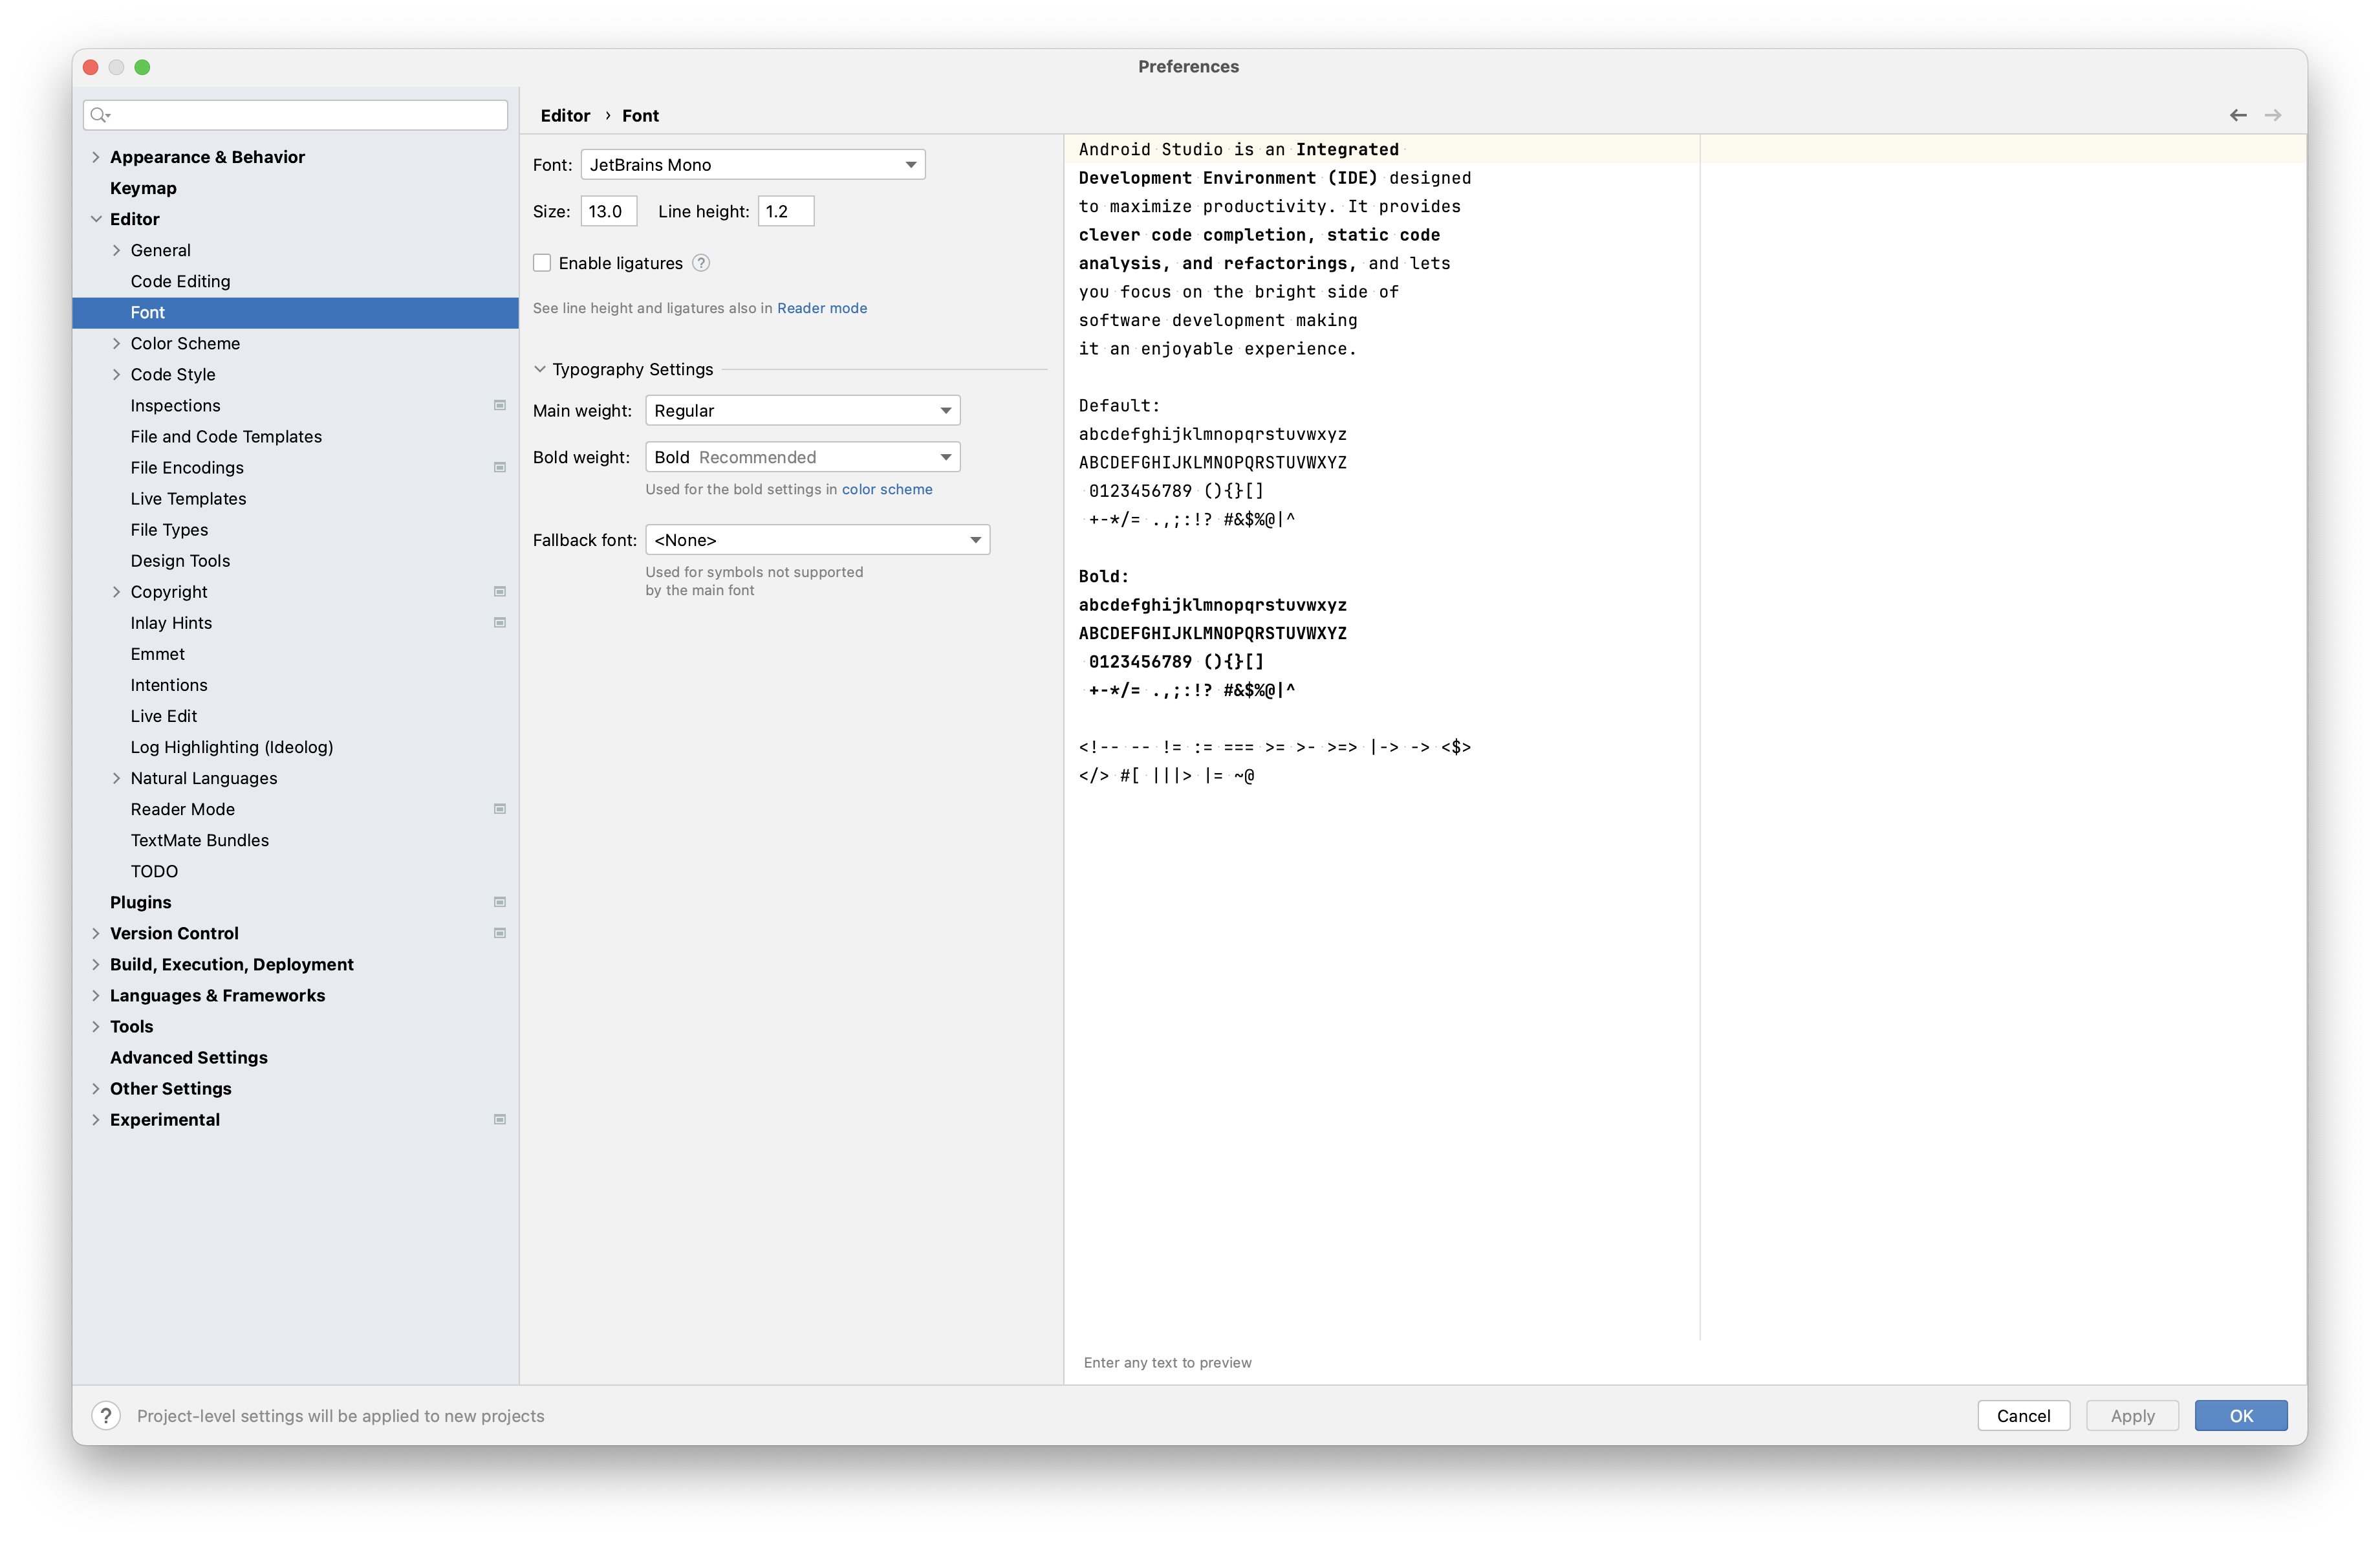 Preferences
Appearance & Behavior
Keymap
Editor
General
Code Editing
Font
Color Scheme
Code Style
Inspections
File and Code Templates
File Encodings
Live Templates
File Types
Design Tools
Copyright
Inlay Hints
Emmet
Intentions
Live Edit
Log Highlighting (Ideolog)
Natural Languages
Reader Mode
TextMate Bundles
TODO
Plugins
Version Control
Build, Execution, Deployment
Languages & Frameworks
Tools
Advanced Settings
Other Settings
Experimental
Editor › Font
Font: JetBrains Mono
Size: 13.0 Line height: 1.2
Enable ligatures ?
See line height and ligatures also in Reader mode
Typography Settings
Main weight: Regular
Bold weight: Bold Recommended
Used for the bold settings in color scheme
Fallback font: <None>
Used for symbols not supported
by the main font
Android Studio is an Integrated
Development Environment (IDE) designed
to maximize productivity. It provides
clever code completion, static code
analysis, and refactorings, and lets
you focus on the bright side of
software development making
it an enjoyable experience.
Default:
abcdefghijklmnopqrstuvwxyz
ABCDEFGHIJKLMNOPQRSTUVWXYZ
0123456789 (){}[]
+-*/= .,;:!? #&$%@|^
Bold:
abcdefghijklmnopqrstuvwxyz
ABCDEFGHIJKLMNOPQRSTUVWXYZ
0123456789 (){}[]
+-*/= .,;:!? #&$%@|^
<!-- -- != := === >= >- >=> |-> -> <$>
</> #[ |||> |= ~@
Enter any text to preview
? Project-level settings will be applied to new projects
Cancel Apply OK